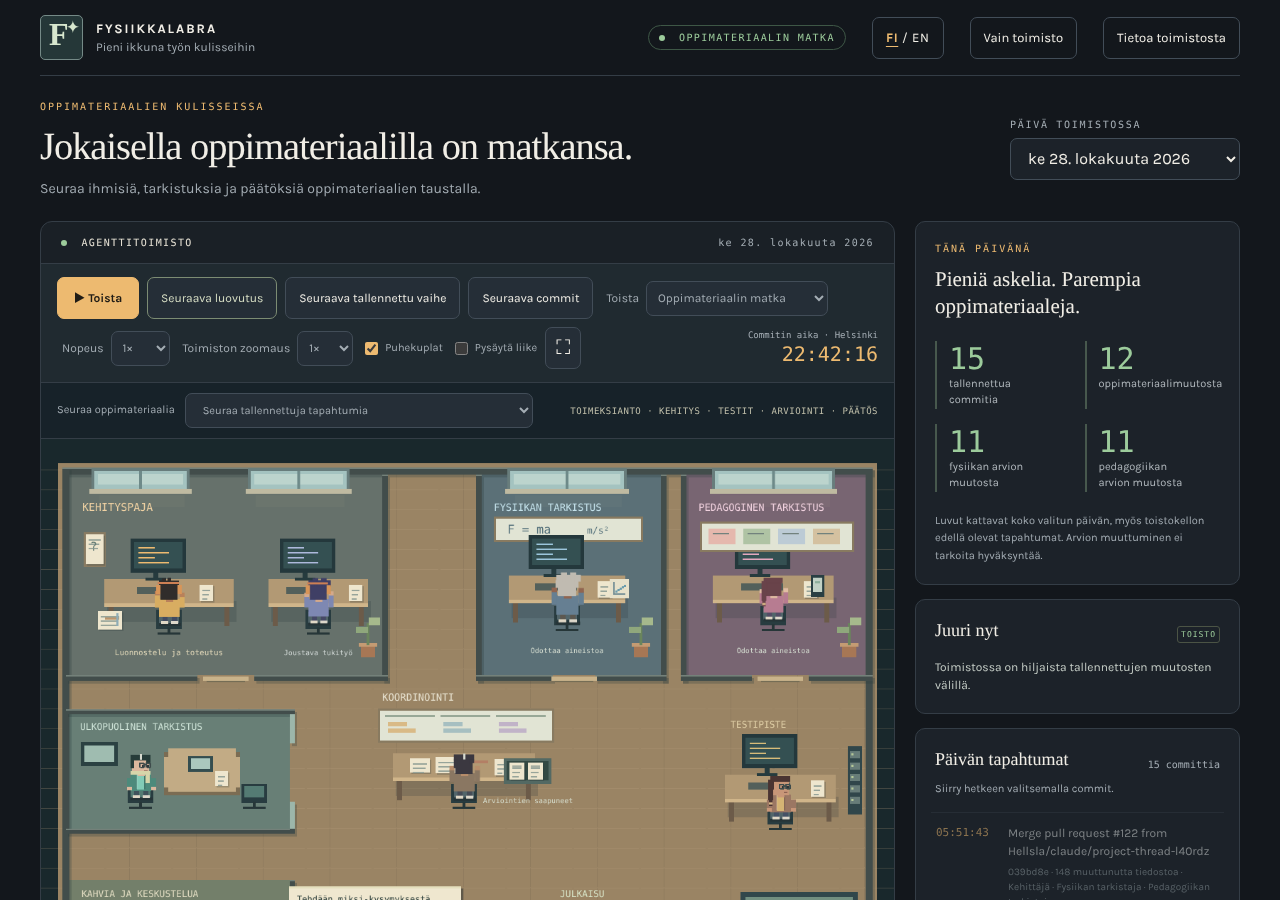 F
FYSIIKKALABRA
Pieni ikkuna työn kulisseihin
OPPIMATERIAALIN MATKA
FI / EN
Vain toimisto
Tietoa toimistosta
OPPIMATERIAALIEN KULISSEISSA
Jokaisella oppimateriaalilla on matkansa.
Seuraa ihmisiä, tarkistuksia ja päätöksiä oppimateriaalien taustalla.
PÄIVÄ TOIMISTOSSA
ke 28. lokakuuta 2026
AGENTTITOIMISTO
ke 28. lokakuuta 2026
Toista
Seuraava luovutus
Seuraava tallennettu vaihe
Seuraava commit
Toista
Oppimateriaalin matka
Nopeus
1×
Toimiston zoomaus
1×
Puhekuplat
Pysäytä liike
Commitin aika · Helsinki
22:42:16
Seuraa oppimateriaalia
Seuraa tallennettuja tapahtumia
TOIMEKSIANTO · KEHITYS · TESTIT · ARVIOINTI · PÄÄTÖS
KEHITYSPAJA
?
Luonnostelu ja toteutus
Joustava tukityö
FYSIIKAN TARKISTUS
F = ma
m/s²
Odottaa aineistoa
PEDAGOGINEN TARKISTUS
Odottaa aineistoa
ULKOPUOLINEN TARKISTUS
KOORDINOINTI
Arviointien saapuneet
TESTIPISTE
KAHVIA JA KESKUSTELUA
Tehdään miksi-kysymyksestä
JULKAISU
TÄNÄ PÄIVÄNÄ
Pieniä askelia. Parempia
oppimateriaaleja.
15
tallennettua
commitia
12
oppimateriaalimuutosta
11
fysiikan arvion
muutosta
11
pedagogiikan
arvion muutosta
Luvut kattavat koko valitun päivän, myös toistokellon
edellä olevat tapahtumat. Arvion muuttuminen ei
tarkoita hyväksyntää.
Juuri nyt
TOISTO
Toimistossa on hiljaista tallennettujen muutosten
välillä.
Päivän tapahtumat
15 committia
Siirry hetkeen valitsemalla commit.
05:51:43
Merge pull request #122 from
Hellsla/claude/project-thread-l40rdz
039bd8e · 148 muuttunutta tiedostoa ·
Kehittäjä · Fysiikan tarkistaja · Pedagogiikan